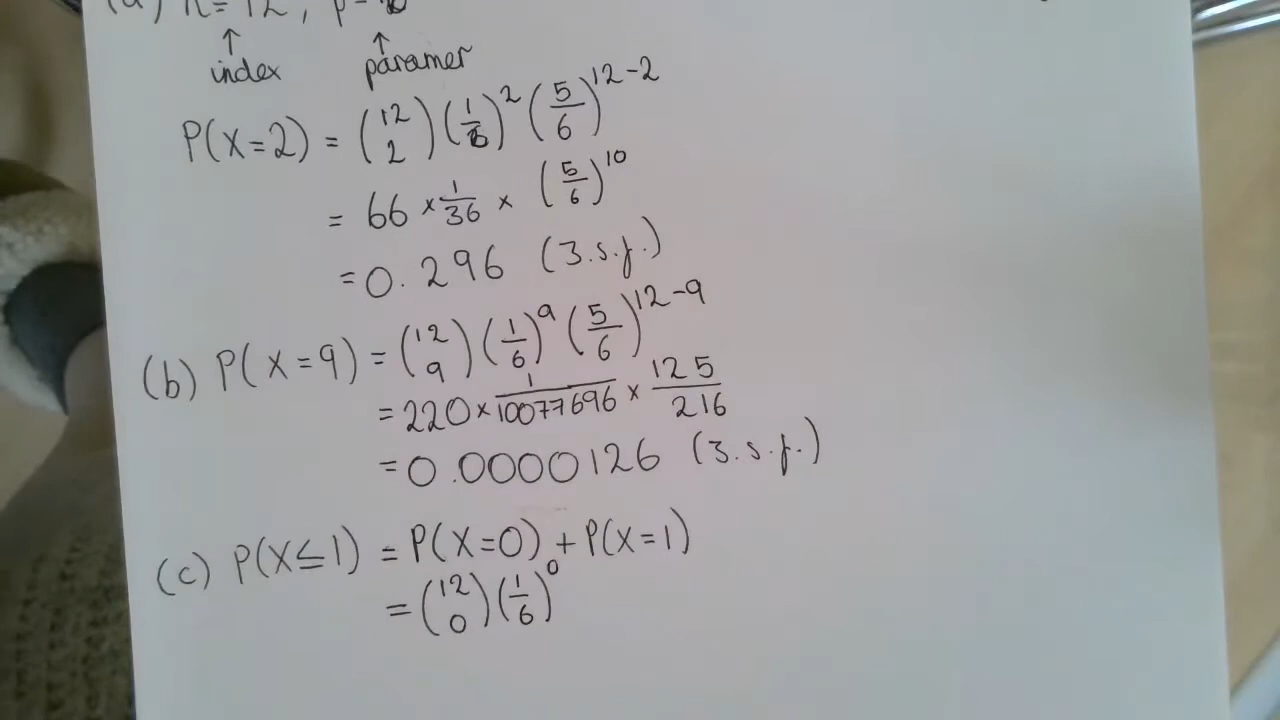 (a) n = 12, p =
↑ ↑
index paramer
P(X=2) = (12 2)(1/6)^2 (5/6)^12-2
= 66 × 1/36 × (5/6)^10
= 0.296 (3.s.f.)
(b) P(X=9) = (12 9)(1/6)^9 (5/6)^12-9
= 220 × 1/10077696 × 125/216
= 0.0000126 (3.s.f.)
(c) P(X≤1) = P(X=0) + P(X=1)
= (12 0)(1/6)^0